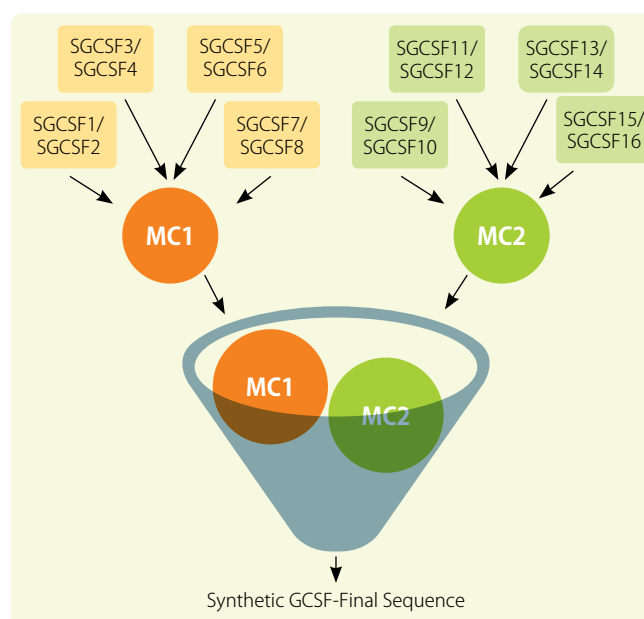 SGCSF3/
SGCSF4
SGCSF5/
SGCSF6
SGCSF1/
SGCSF2
SGCSF7/
SGCSF8
SGCSF11/
SGCSF12
SGCSF13/
SGCSF14
SGCSF9/
SGCSF10
SGCSF15/
SGCSF16
MC1
MC2
MC1
MC2
Synthetic GCSF-Final Sequence